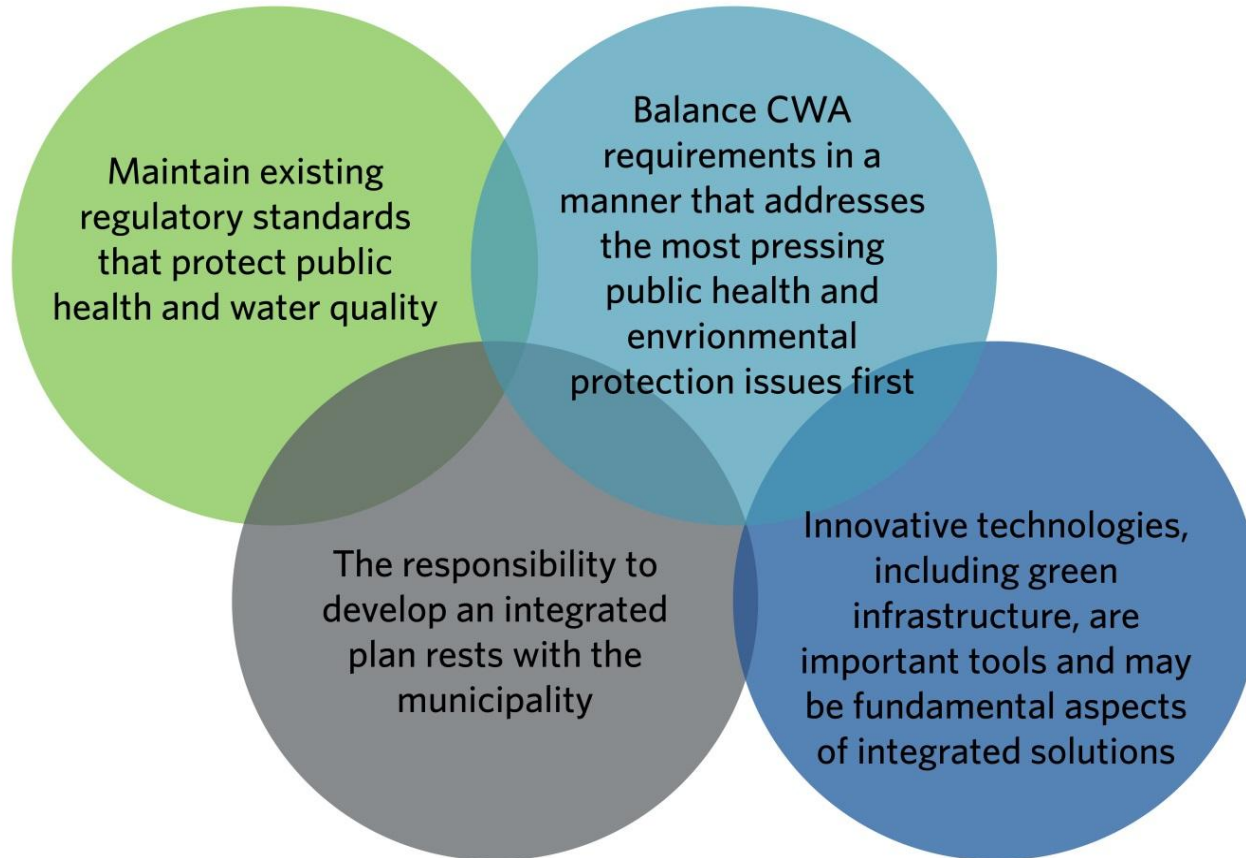 Maintain existing
regulatory standards
that protect public
health and water quality
Balance CWA
requirements in a
manner that addresses
the most pressing
public health and
envrionmental
protection issues first
The responsibility to
develop an integrated
plan rests with the
municipality
Innovative technologies,
including green
infrastructure, are
important tools and may
be fundamental aspects
of integrated solutions